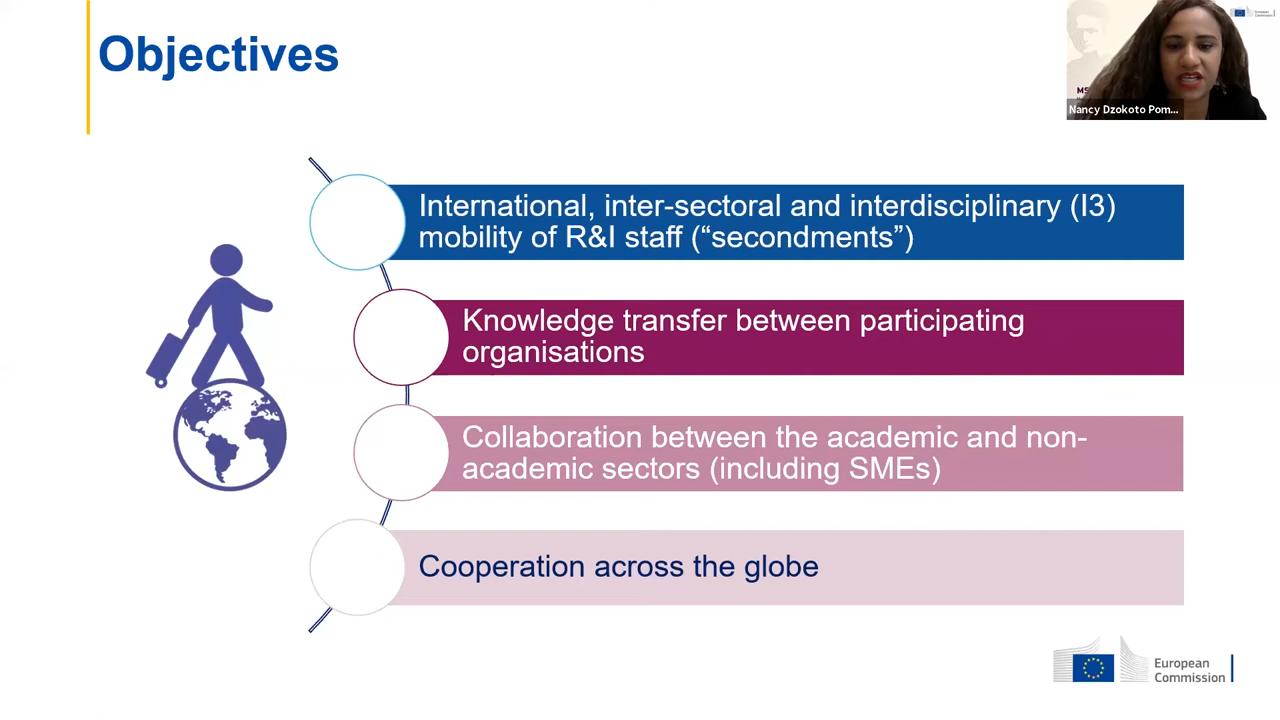 Objectives
MS
Nancy Dzokoto Pom...
International, inter-sectoral and interdisciplinary (I3)
mobility of R&I staff (“secondments”)
Knowledge transfer between participating
organisations
Collaboration between the academic and non-
academic sectors (including SMEs)
Cooperation across the globe
European
Commission